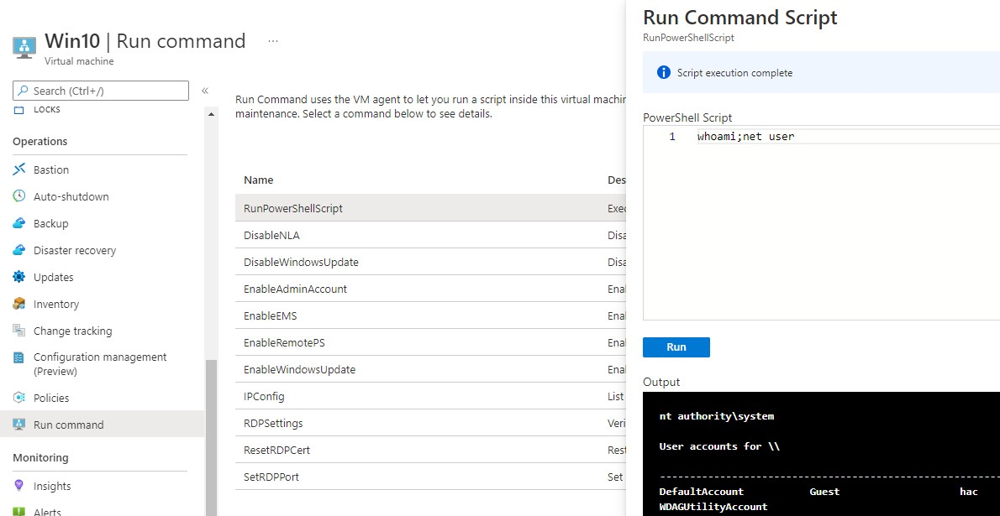 Win10 | Run command ...
Virtual machine
Search (Ctrl+/)
«
Locks
Operations
Bastion
Auto-shutdown
Backup
Disaster recovery
Updates
Inventory
Change tracking
Configuration management
(Preview)
Policies
Run command
Monitoring
Insights
Alerts
Run Command uses the VM agent to let you run a script inside this virtual machin
maintenance. Select a command below to see details.
Name Des
RunPowerShellScript Exec
DisableNLA Disa
DisableWindowsUpdate Disa
EnableAdminAccount Enal
EnableEMS Enal
EnableRemotePS Enal
EnableWindowsUpdate Enal
IPConfig List
RDPSettings Veri
ResetRDPCert Rest
SetRDPPort Set
Run Command Script
RunPowerShellScript
Script execution complete
PowerShell Script
1 whoami;net user
Run
Output
nt authority\system
User accounts for \\
-------------------------------------------------------
DefaultAccount Guest hac
WDAGUtilityAccount